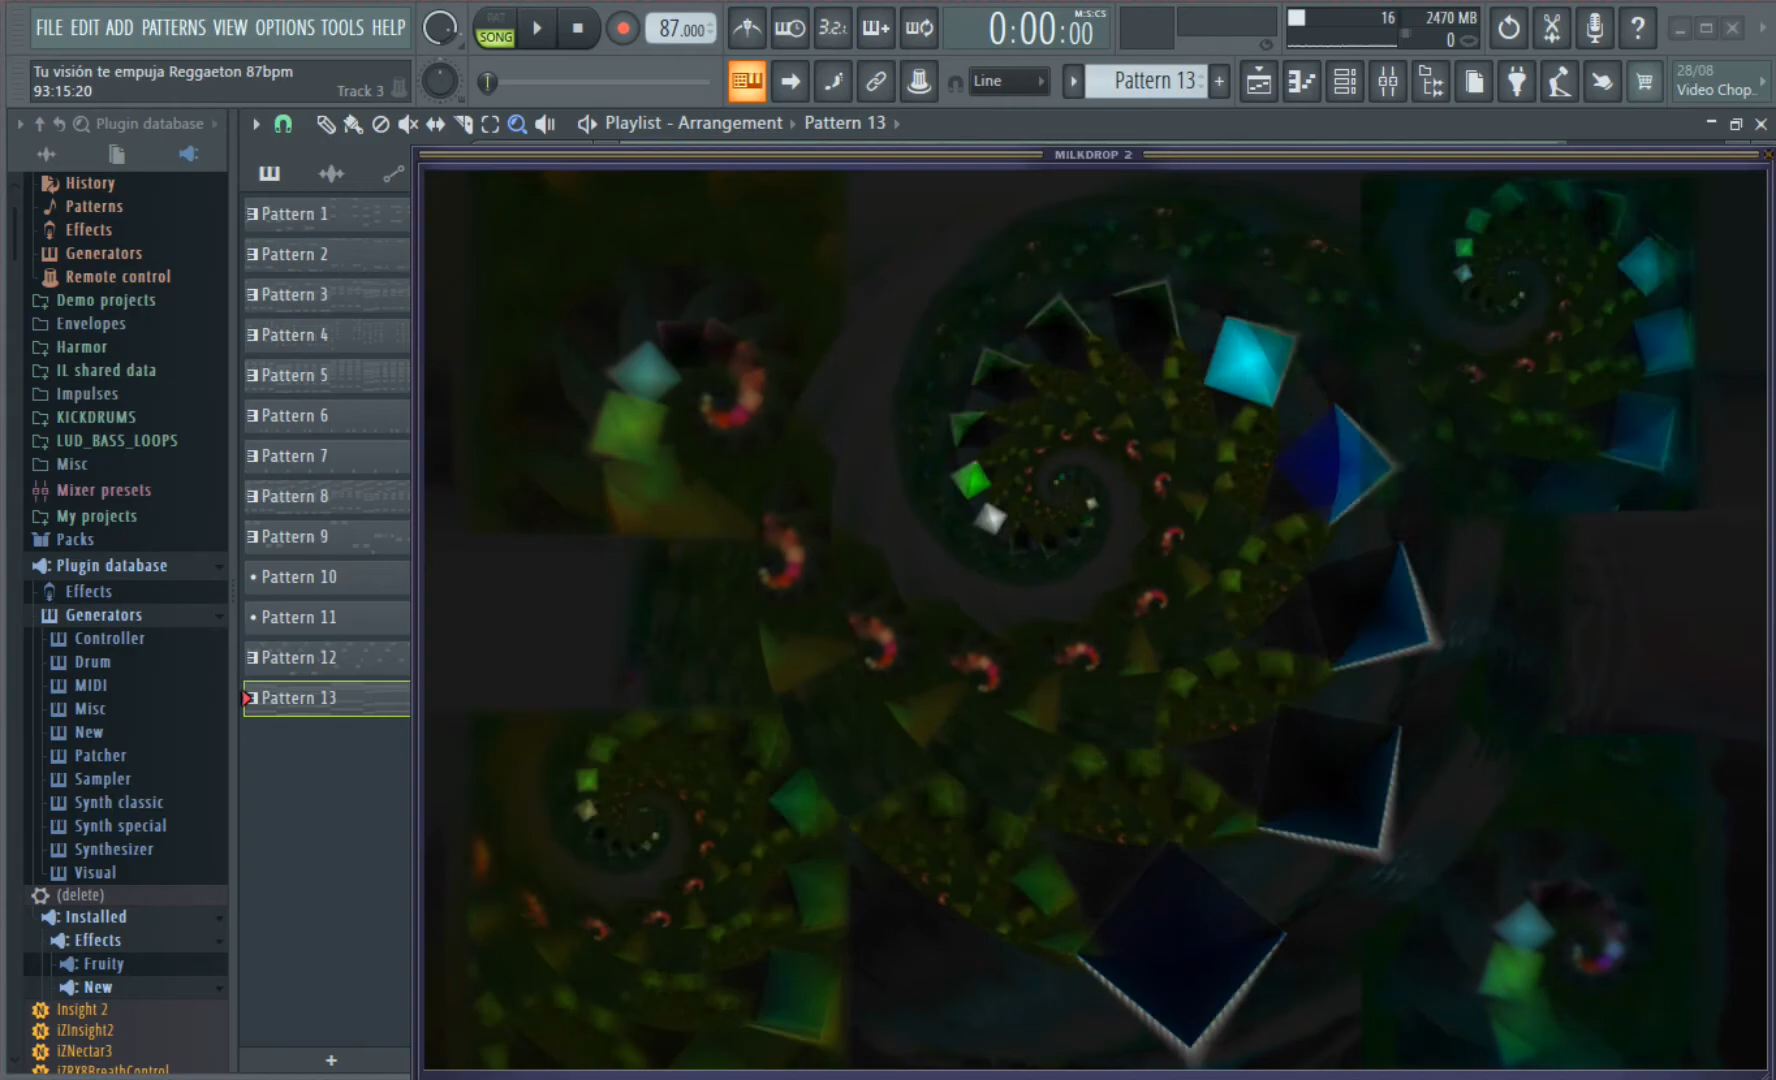 FILE EDIT ADD PATTERNS VIEW OPTIONS TOOLS HELP
PAT
SONG
87.000
3.2.
0:00:00
M:S:CS
16
2470 MB
0
?
Tu visión te empuja Reggaeton 87bpm
93:15:20
Track 3
Line
Pattern 13
+
28/08
Video Chop..
Plugin database
Playlist - Arrangement
Pattern 13
MILKDROP 2
History
Patterns
Effects
Generators
Remote control
Demo projects
Envelopes
Harmor
IL shared data
Impulses
KICKDRUMS
LUD_BASS_LOOPS
Misc
Mixer presets
My projects
Packs
Plugin database
Effects
Generators
Controller
Drum
MIDI
Misc
New
Patcher
Sampler
Synth classic
Synth special
Synthesizer
Visual
(delete)
Installed
Effects
Fruity
New
Insight 2
iZInsight2
iZNectar3
iZRX8BreathControl
Pattern 1
Pattern 2
Pattern 3
Pattern 4
Pattern 5
Pattern 6
Pattern 7
Pattern 8
Pattern 9
Pattern 10
Pattern 11
Pattern 12
Pattern 13
+